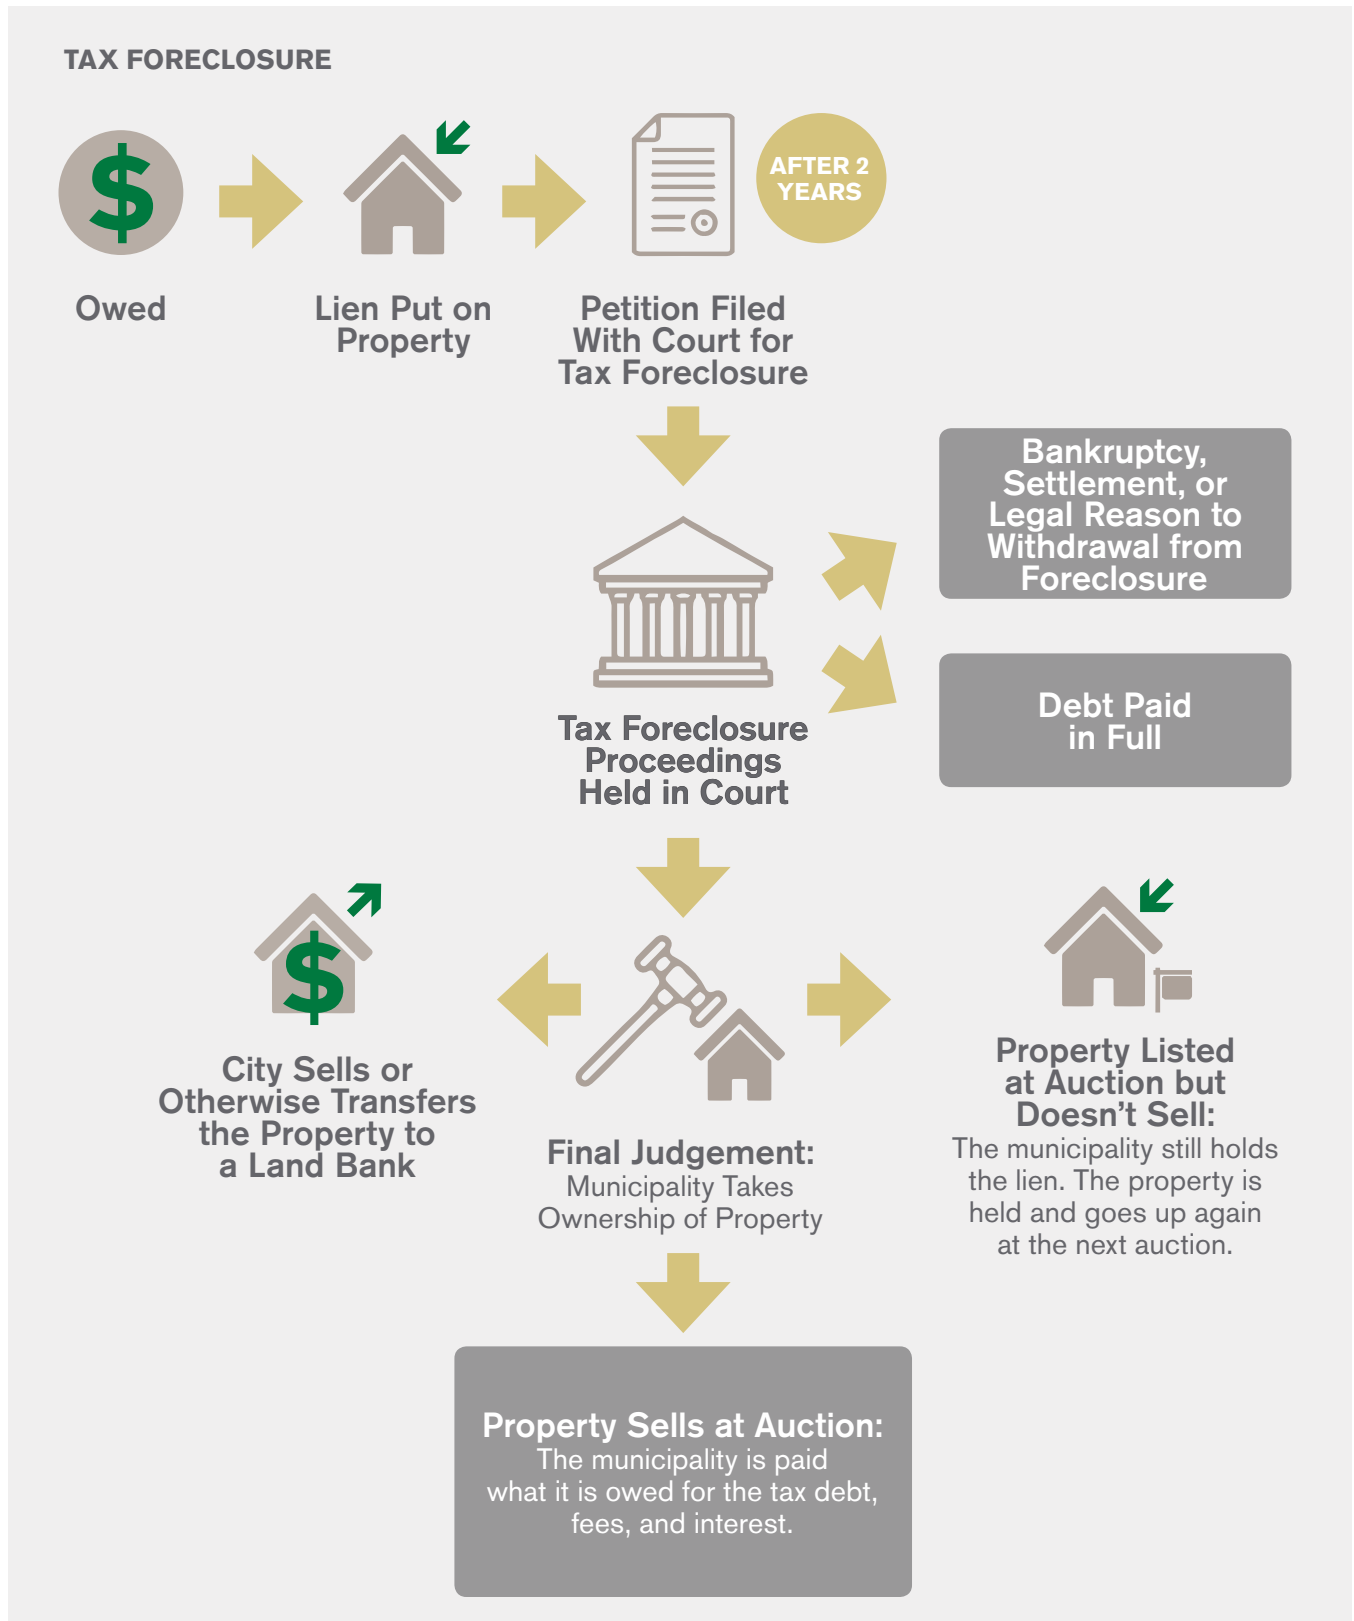 TAX FORECLOSURE
$
AFTER 2
YEARS
Owed
Lien Put on
Property
Petition Filed
With Court for
Tax Foreclosure
Bankruptcy,
Settlement, or
Legal Reason to
Withdrawal from
Foreclosure
Debt Paid
in Full
Tax Foreclosure
Proceedings
Held in Court
$
City Sells or
Otherwise Transfers
the Property to
a Land Bank
Final Judgement:
Municipality Takes
Ownership of Property
Property Listed
at Auction but
Doesn’t Sell:
The municipality still holds
the lien. The property is
held and goes up again
at the next auction.
Property Sells at Auction:
The municipality is paid
what it is owed for the tax debt,
fees, and interest.